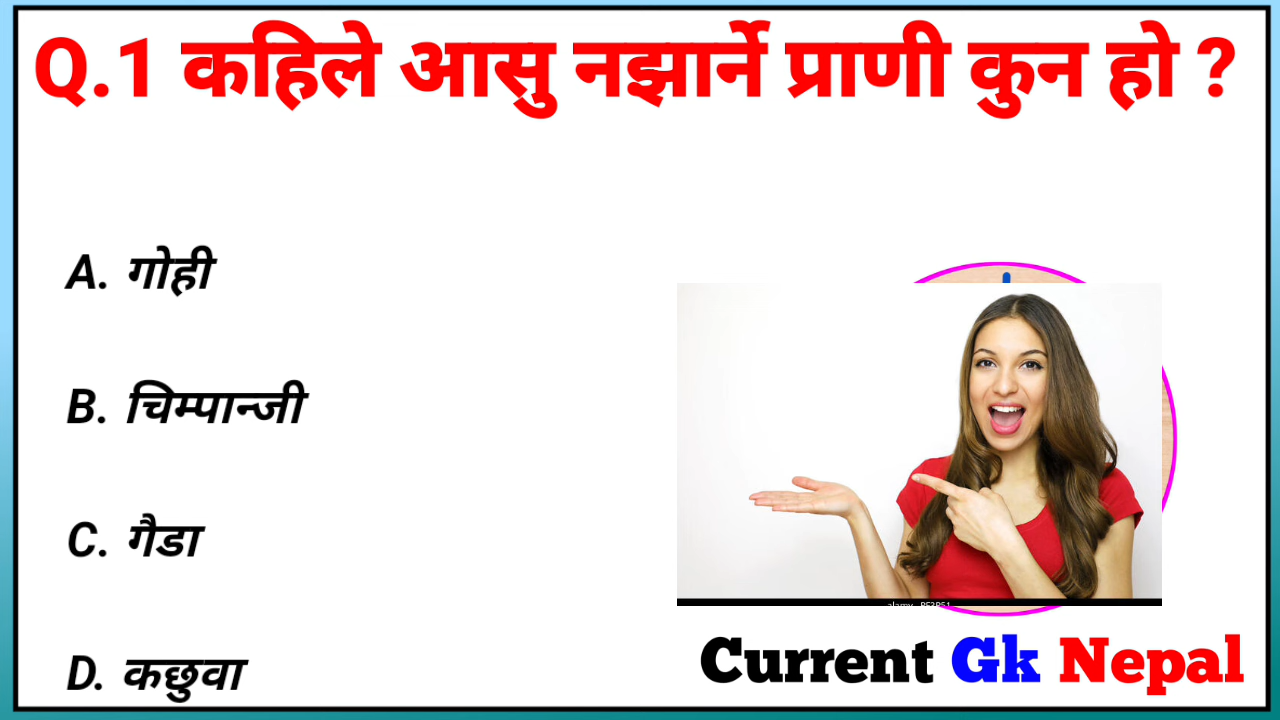 Q.1 कहिले आसु नझार्ने प्राणी कुन हो ?
A. गोही
B. चिम्पान्जी
C. गैडा
D. कछुवा
Current Gk Nepal